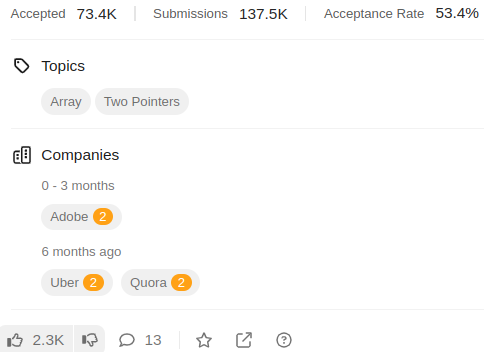 Accepted 73.4K Submissions 137.5K Acceptance Rate 53.4%
Topics
Array Two Pointers
Companies
0 - 3 months
Adobe 2
6 months ago
Uber 2 Quora 2
2.3K 13